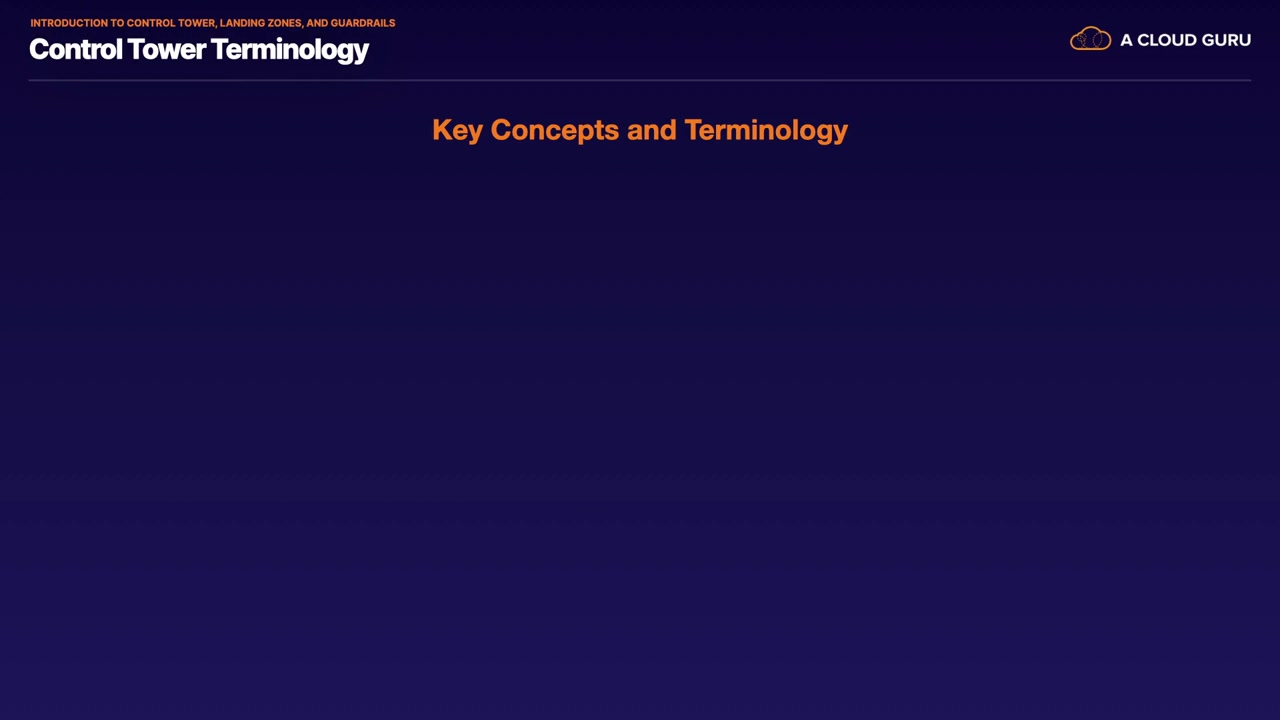 INTRODUCTION TO CONTROL TOWER, LANDING ZONES, AND GUARDRAILS
Control Tower Terminology
A CLOUD GURU
Key Concepts and Terminology